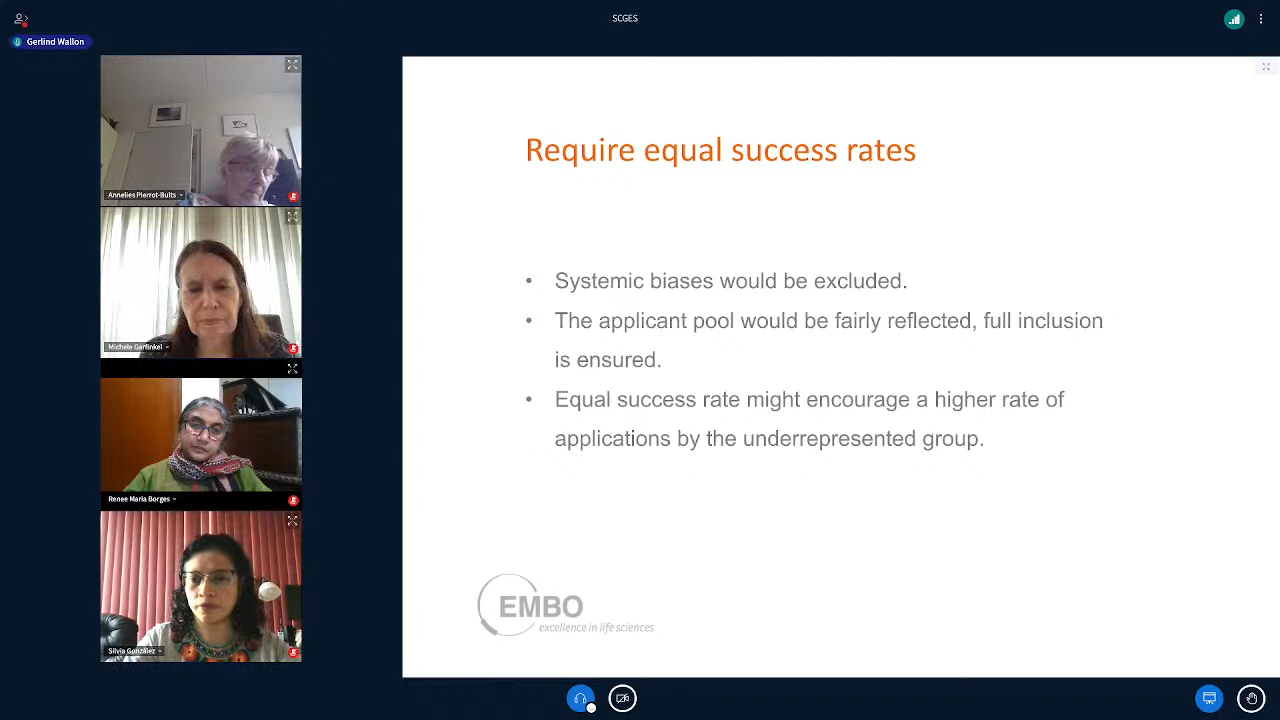 SCGES
Gerlind Wallon
Annelies Pierrot-Bults
Michele Garfinkel
Renee Maria Borges
Silvia González
Require equal success rates
• Systemic biases would be excluded.
• The applicant pool would be fairly reflected, full inclusion
is ensured.
• Equal success rate might encourage a higher rate of
applications by the underrepresented group.
EMBO
excellence in life sciences